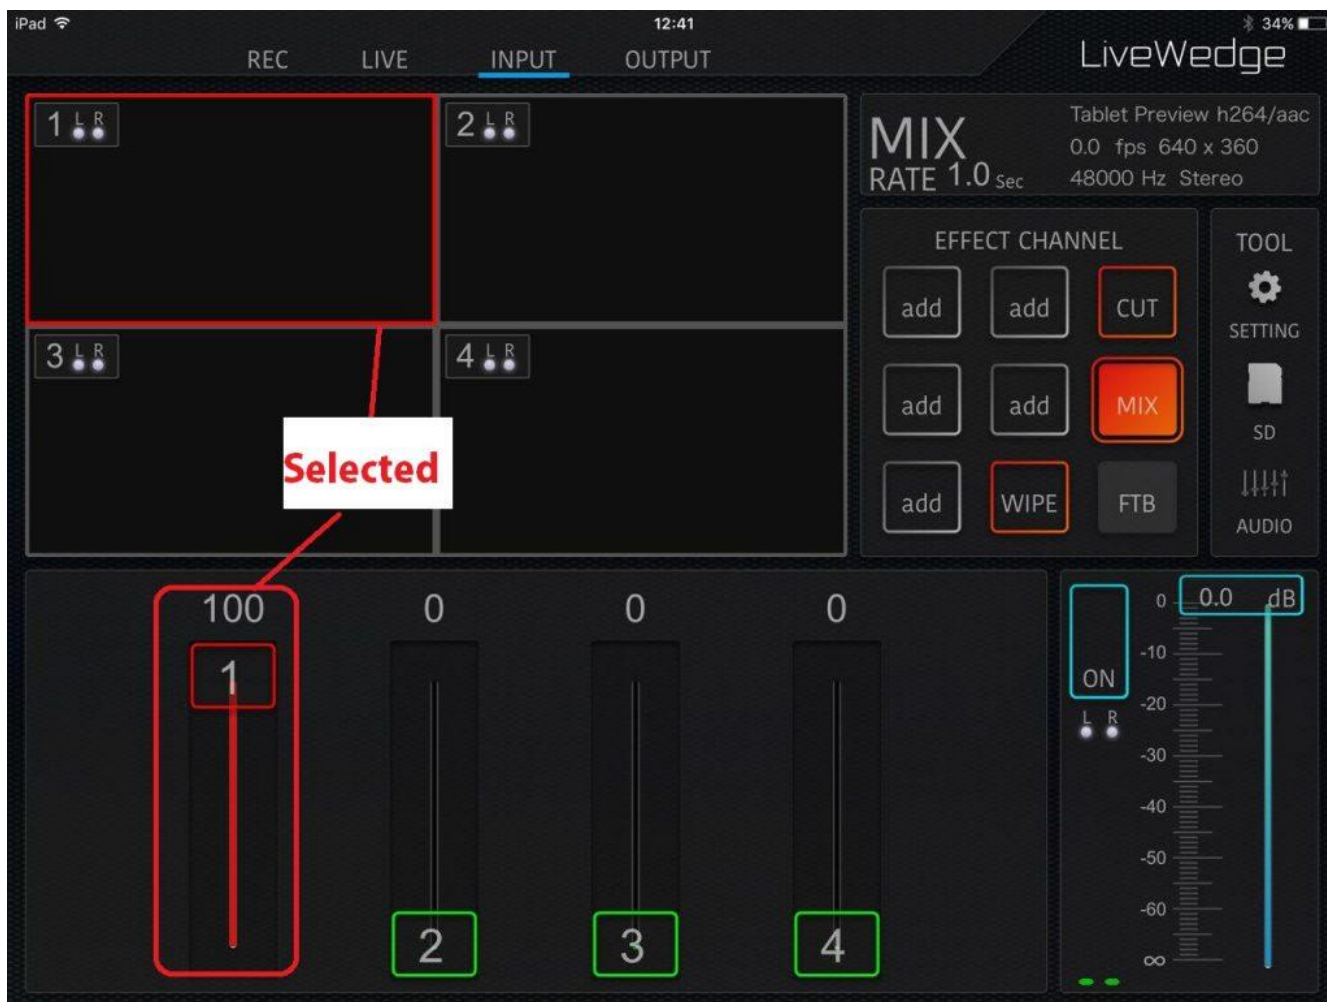 iPad 12:41 34%
REC LIVE INPUT OUTPUT LiveWedge
1 L R 2 L R
3 L R 4 L R
Selected
MIX
RATE 1.0 Sec
Tablet Preview h264/aac
0.0 fps 640 x 360
48000 Hz Stereo
EFFECT CHANNEL
add add CUT
add add MIX
add WIPE FTB
TOOL
SETTING
SD
AUDIO
100 0 0 0
1
2 3 4
ON
L R
0.0 dB
0
-10
-20
-30
-40
-50
-60
∞